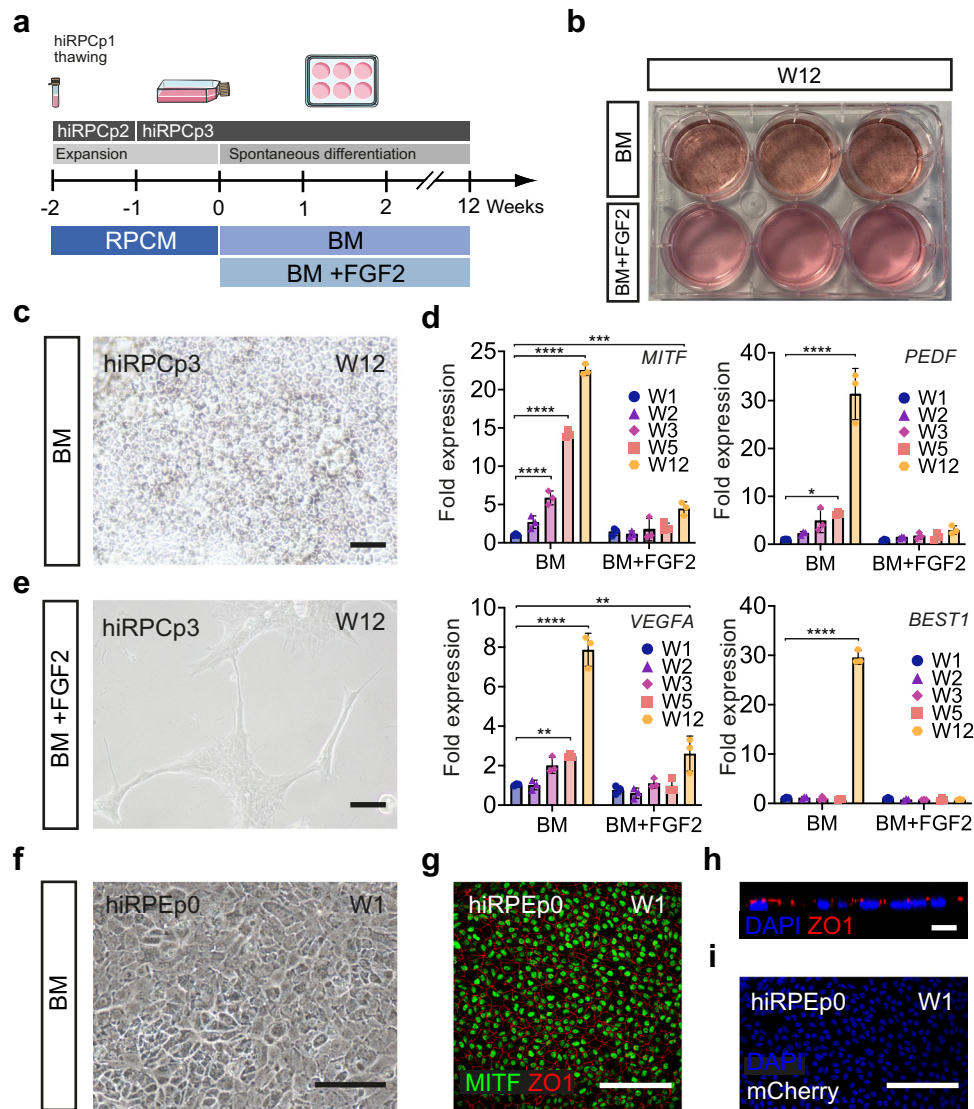 a
hiRPCp1
thawing
hiRPCp2 hiRPCp3
Expansion Spontaneous differentiation
-2 -1 0 1 2 12 Weeks
RPCM BM
BM +FGF2
b
W12
BM
BM+FGF2
c
BM
hiRPCp3 W12
d
Fold expression
25
20
15
10
5
0
***
****
****
****
MITF
W1
W2
W3
W5
W12
BM BM+FGF2
Fold expression
40
30
20
10
0
****
*
PEDF
W1
W2
W3
W5
W12
BM BM+FGF2
e
BM +FGF2
hiRPCp3 W12
Fold expression
8
6
4
2
0
**
****
**
VEGFA
W1
W2
W3
W5
W12
BM BM+FGF2
Fold expression
40
30
20
10
0
****
BEST1
W1
W2
W3
W5
W12
BM BM+FGF2
f
BM
hiRPEp0 W1
g
hiRPEp0 W1
MITF ZO1
h
DAPI ZO1
i
hiRPEp0 W1
DAPI
mCherry